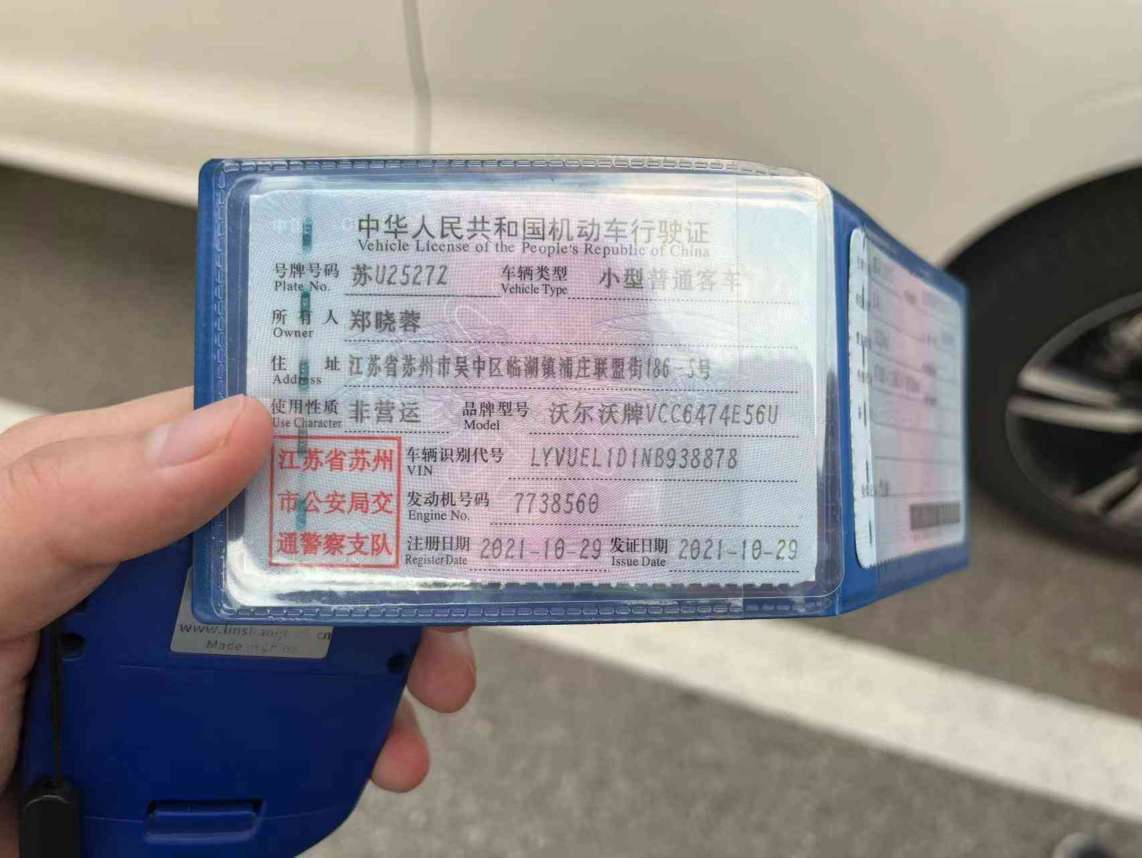 中华人民共和国机动车行驶证
Vehicle License of the People's Republic of China
号牌号码 苏U2527Z 车辆类型 小型普通客车
Plate No. Vehicle Type
所有人 郑晓蓉
Owner
住址 江苏省苏州市吴中区临湖镇浦庄联盟街186-5号
Address
使用性质 非营运 品牌型号 沃尔沃牌VCC6474E56U
Use Character Model
江苏省苏州
市公安局交
通警察支队
车辆识别代号 LYVUEL1D1NB938878
VIN
发动机号码 7738560
Engine No.
注册日期 2021-10-29 发证日期 2021-10-29
Register Date Issue Date
Made